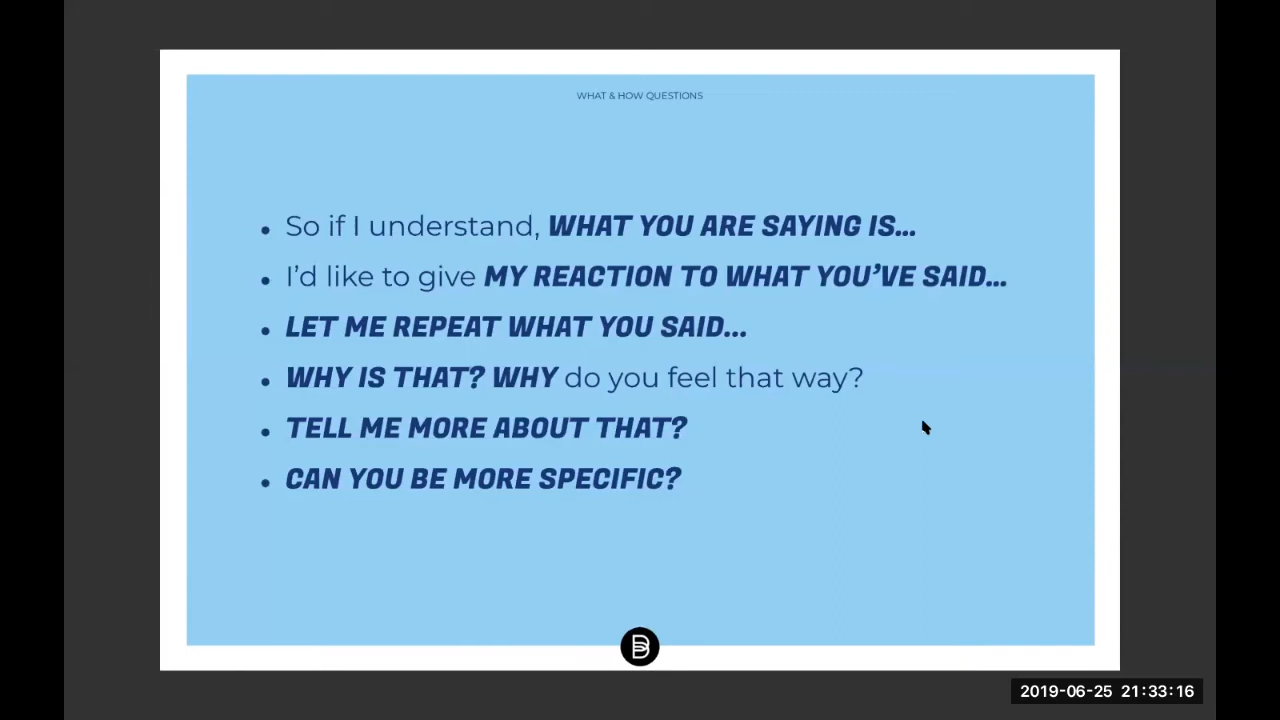 WHAT & HOW QUESTIONS
• So if I understand, WHAT YOU ARE SAYING IS...
• I’d like to give MY REACTION TO WHAT YOU’VE SAID...
• LET ME REPEAT WHAT YOU SAID...
• WHY IS THAT? WHY do you feel that way?
• TELL ME MORE ABOUT THAT?
• CAN YOU BE MORE SPECIFIC?
B
2019-06-25 21:33:16